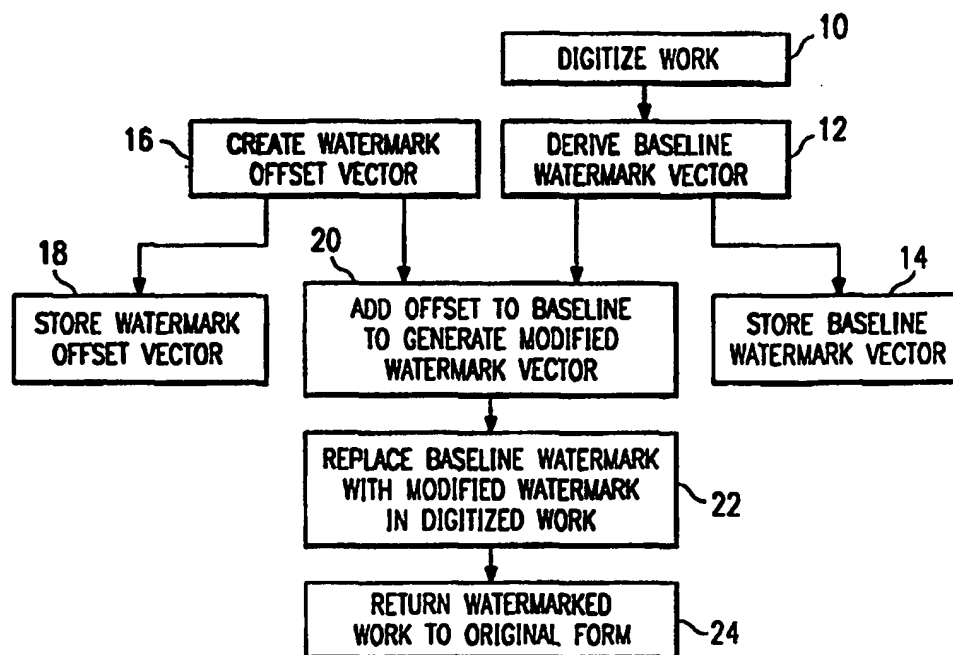 10
DIGITIZE WORK
16
CREATE WATERMARK
OFFSET VECTOR
DERIVE BASELINE
WATERMARK VECTOR
12
18
STORE WATERMARK
OFFSET VECTOR
20
ADD OFFSET TO BASELINE
TO GENERATE MODIFIED
WATERMARK VECTOR
14
STORE BASELINE
WATERMARK VECTOR
REPLACE BASELINE WATERMARK
WITH MODIFIED WATERMARK
IN DIGITIZED WORK
22
RETURN WATERMARKED
WORK TO ORIGINAL FORM
24